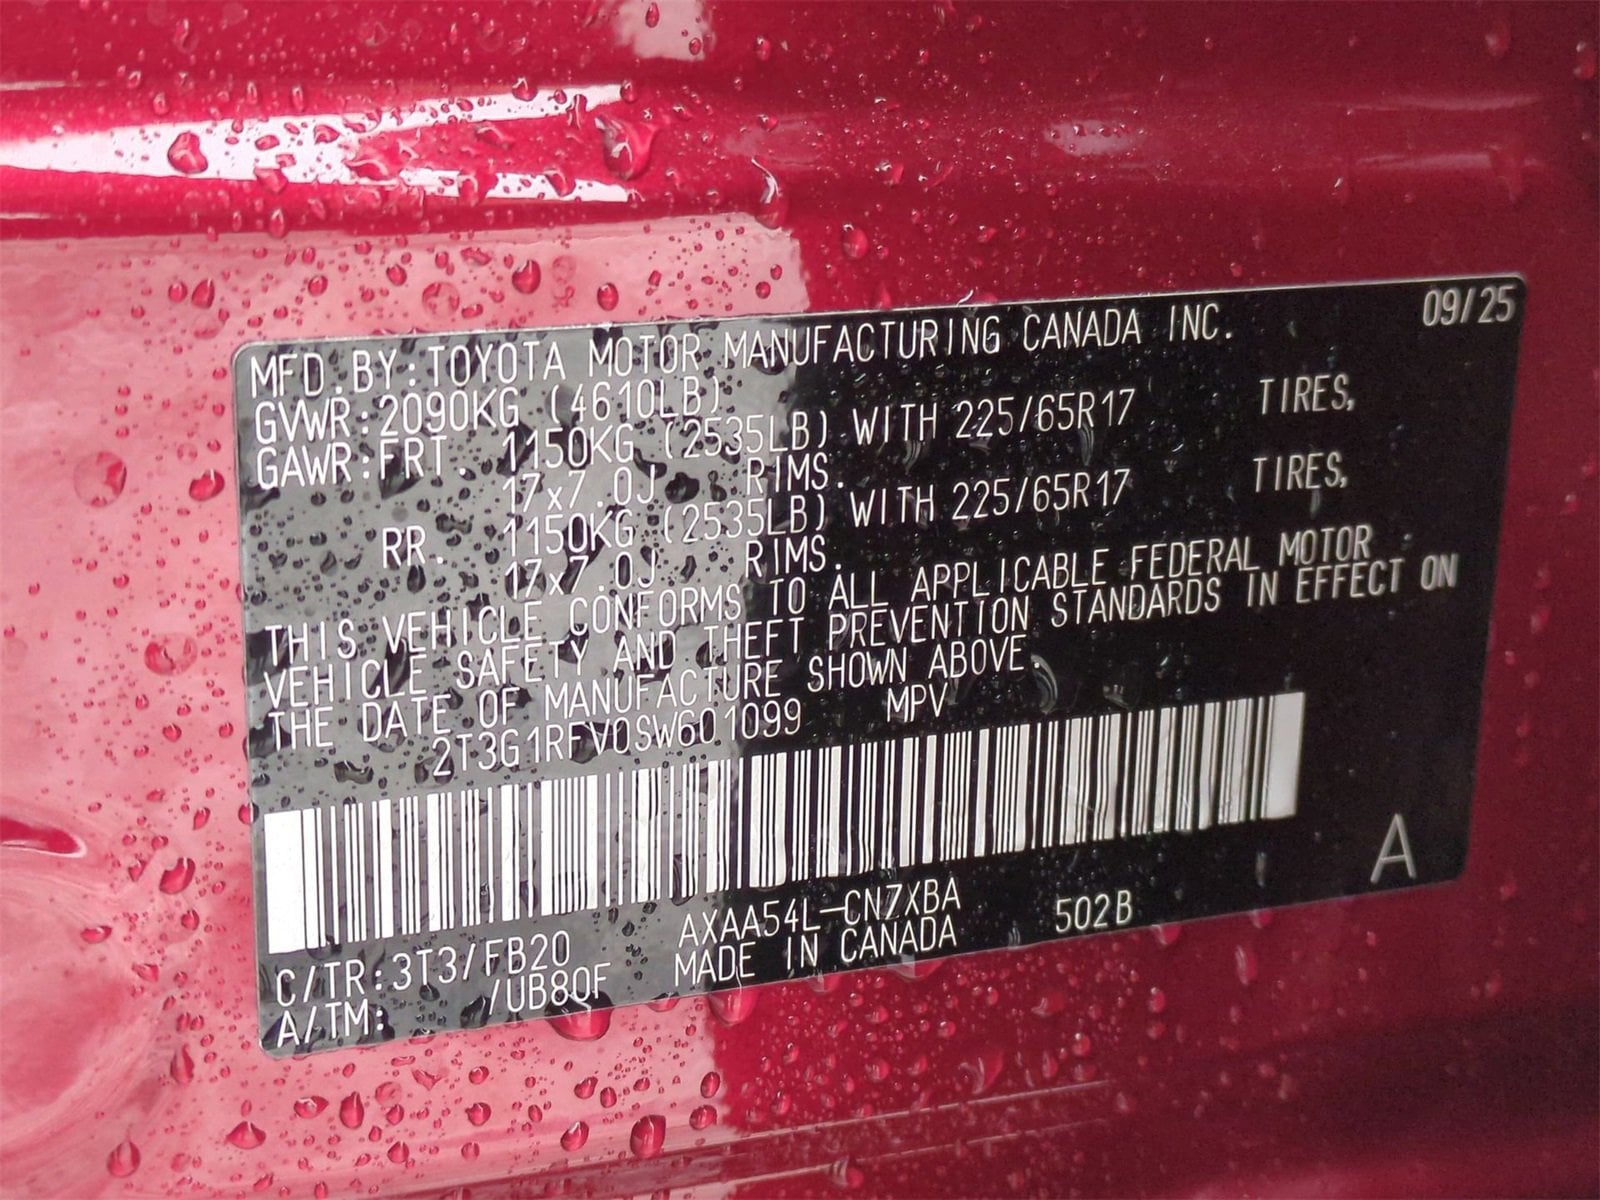 09/25
MFD.BY:TOYOTA MOTOR MANUFACTURING CANADA INC.
GVWR:2090KG (4610LB)
GAWR:FRT. 1150KG (2535LB) WITH 225/65R17 TIRES,
17x7.0J RIMS.
RR. 1150KG (2535LB) WITH 225/65R17 TIRES,
17x7.0J RIMS.
THIS VEHICLE CONFORMS TO ALL APPLICABLE FEDERAL MOTOR
VEHICLE SAFETY AND THEFT PREVENTION STANDARDS IN EFFECT ON
THE DATE OF MANUFACTURE SHOWN ABOVE.
2T3G1RFV0SW601099 MPV
A
C/TR:3T3/FB20 AXAA54L-CNZXBA 502B
A/TM: /UB80F MADE IN CANADA